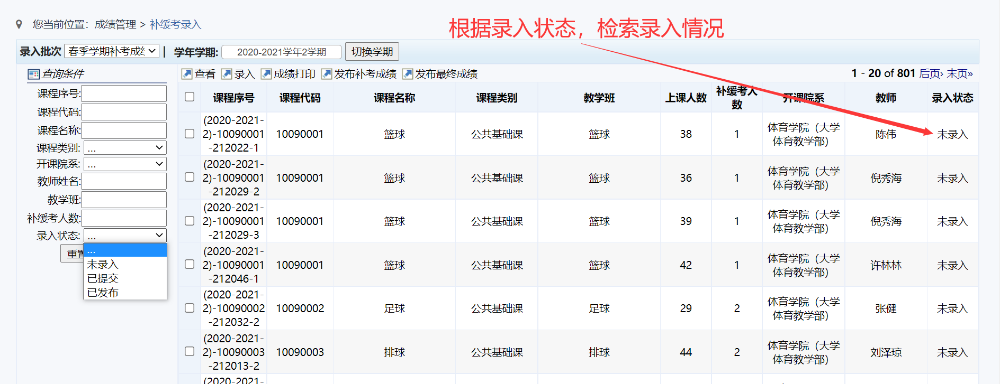 根据录入状态，检索录入情况
您当前位置：成绩管理 > 补缓考录入
录入批次 春季学期补考成绩 | 学年学期: 2020-2021学年2学期 切换学期
查询条件
课程序号:
课程代码:
课程名称:
课程类别: ...
开课院系: ...
教师姓名:
教学班:
补缓考人数:
录入状态: ...
重置
...
未录入
已提交
已发布
查看 录入 成绩打印 发布补考成绩 发布最终成绩 1 - 20 of 801 后页› 末页»
课程序号 课程代码 课程名称 课程类别 教学班 上课人数 补缓考人数 开课院系 教师 录入状态
(2020-2021-2)-10090001-212022-1 10090001 篮球 公共基础课 篮球 38 1 体育学院（大学体育教学部） 陈伟 未录入
(2020-2021-2)-10090001-212029-2 10090001 篮球 公共基础课 篮球 36 1 体育学院（大学体育教学部） 倪秀海 未录入
(2020-2021-2)-10090001-212029-3 10090001 篮球 公共基础课 篮球 39 1 体育学院（大学体育教学部） 倪秀海 未录入
(2020-2021-2)-10090001-212046-1 10090001 篮球 公共基础课 篮球 42 1 体育学院（大学体育教学部） 许林林 未录入
(2020-2021-2)-10090002-212032-2 10090002 足球 公共基础课 足球 29 2 体育学院（大学体育教学部） 张健 未录入
(2020-2021-2)-10090003-212013-2 10090003 排球 公共基础课 排球 44 2 体育学院（大学体育教学部） 刘泽琼 未录入
(2020-2021-